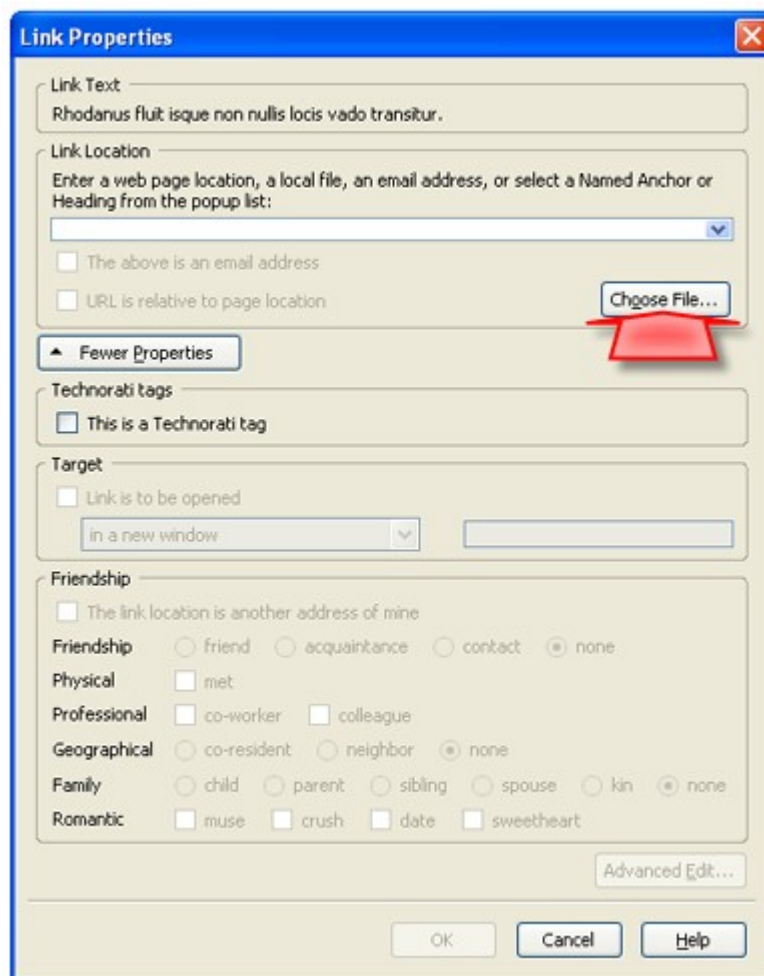 Link Properties
Link Text
Rhodanus fluit isque non nullis locis vado transitur.
Link Location
Enter a web page location, a local file, an email address, or select a Named Anchor or
Heading from the popup list:
The above is an email address
URL is relative to page location
Choose File...
Fewer Properties
Technorati tags
This is a Technorati tag
Target
Link is to be opened
in a new window
Friendship
The link location is another address of mine
Friendship friend acquaintance contact none
Physical met
Professional co-worker colleague
Geographical co-resident neighbor none
Family child parent sibling spouse kin none
Romantic muse crush date sweetheart
Advanced Edit...
OK Cancel Help